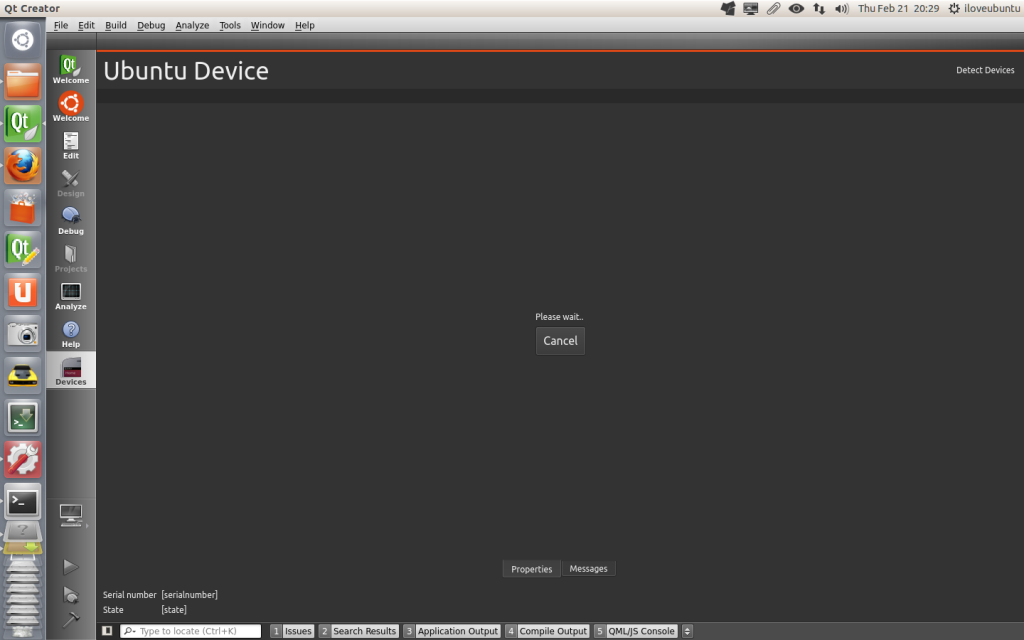 Qt Creator
Thu Feb 21 20:29 iloveubuntu
File Edit Build Debug Analyze Tools Window Help
Qt
Welcome
Welcome
Edit
Design
Debug
Projects
Analyze
Help
Devices
Ubuntu Device
Detect Devices
Please wait..
Cancel
Properties Messages
Serial number [serialnumber]
State [state]
Type to locate (Ctrl+K) 1 Issues 2 Search Results 3 Application Output 4 Compile Output 5 QML/JS Console
Qt
Qt
U
>_
>_
?